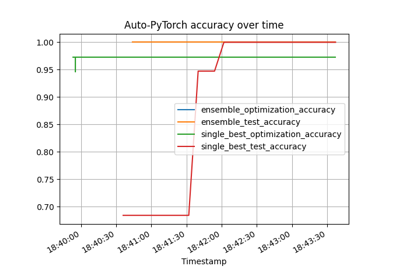 Auto-PyTorch accuracy over time
1.00
0.95
0.90
0.85
0.80
0.75
0.70
ensemble_optimization_accuracy
ensemble_test_accuracy
single_best_optimization_accuracy
single_best_test_accuracy
18:40:00
18:40:30
18:41:00
18:41:30
18:42:00
18:42:30
18:43:00
18:43:30
Timestamp